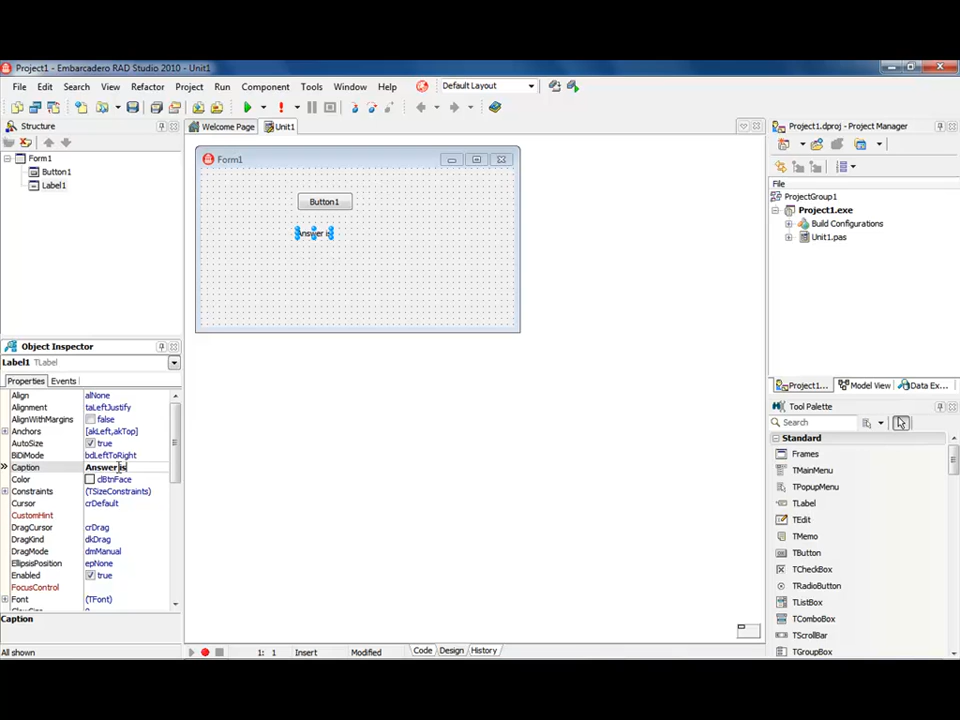 Project1 - Embarcadero RAD Studio 2010 - Unit1
File Edit Search View Refactor Project Run Component Tools Window Help
Default Layout
Structure
Form1
Button1
Label1
Welcome Page
Unit1
Form1
Button1
Answer is
Object Inspector
Label1 TLabel
Properties Events
Align alNone
Alignment taLeftJustify
AlignWithMargins false
Anchors [akLeft,akTop]
AutoSize true
BiDiMode bdLeftToRight
Caption Answer is
Color clBtnFace
Constraints (TSizeConstraints)
Cursor crDefault
CustomHint
DragCursor crDrag
DragKind dkDrag
DragMode dmManual
EllipsisPosition epNone
Enabled true
FocusControl
Font (TFont)
Caption
All shown
1: 1 Insert Modified
Code Design History
Project1.dproj - Project Manager
File
ProjectGroup1
Project1.exe
Build Configurations
Unit1.pas
Project1... Model View Data Ex...
Tool Palette
Search
Standard
Frames
TMainMenu
TPopupMenu
TLabel
TEdit
TMemo
TButton
TCheckBox
TRadioButton
TListBox
TComboBox
TScrollBar
TGroupBox